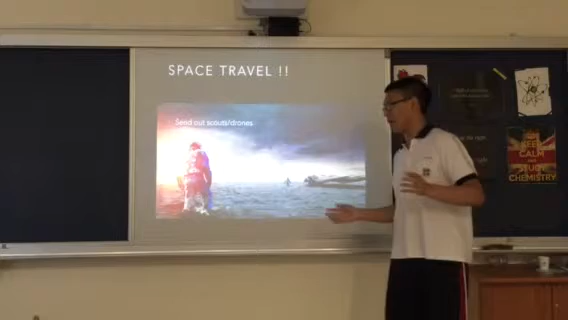 SPACE TRAVEL !!
Send out scouts/drones
KEEP
CALM
AND
STUDY
CHEMISTRY